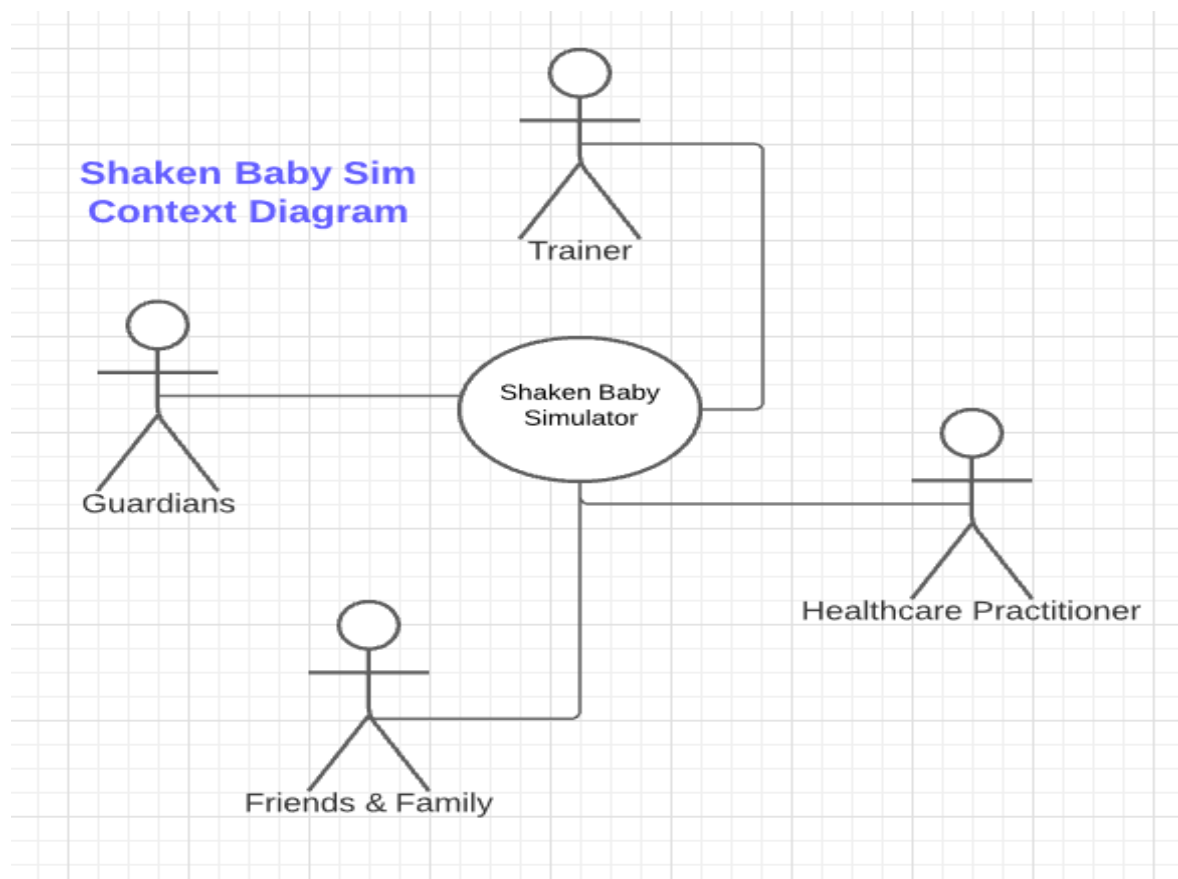 Shaken Baby Sim
Context Diagram
Trainer
Guardians
Shaken Baby
Simulator
Healthcare Practitioner
Friends & Family